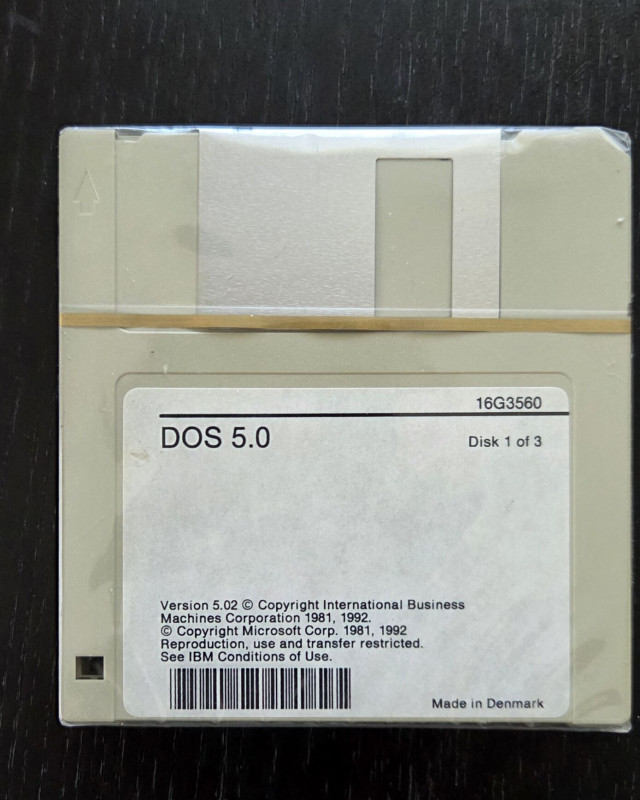 16G3560
DOS 5.0
Disk 1 of 3
Version 5.02 © Copyright International Business
Machines Corporation 1981, 1992.
© Copyright Microsoft Corp. 1981, 1992
Reproduction, use and transfer restricted.
See IBM Conditions of Use.
Made in Denmark